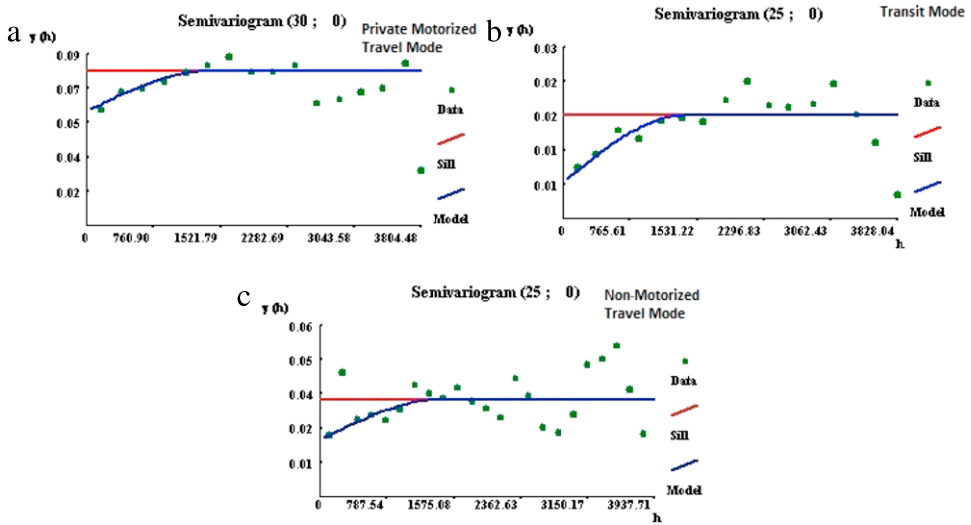 a
Semivariogram (30 ; 0)
Private Motorized
Travel Mode
γ (h)
0.09
0.07
0.05
0.04
0.02
0
760.90
1521.79
2282.69
3043.58
3804.48
Data
Sill
Model
b
Semivariogram (25 ; 0)
Transit Mode
γ (h)
0.03
0.02
0.02
0.01
0.01
0
765.61
1531.22
2296.83
3062.43
3828.04
h
Data
Sill
Model
c
Semivariogram (25 ; 0)
Non-Motorized
Travel Mode
γ (h)
0.06
0.05
0.04
0.02
0.01
0
787.54
1575.08
2362.63
3150.17
3937.71
h
Data
Sill
Model